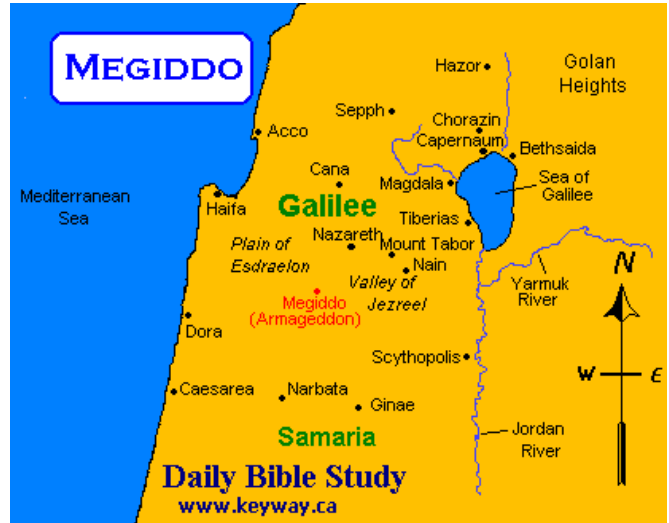 MEGIDDO
Hazor
Golan
Heights
Sepph
Chorazin
Capernaum
Bethsaida
Acco
Cana
Magdala
Sea of
Galilee
Mediterranean
Sea
Haifa
Galilee
Tiberias
Plain of
Esdraelon
Nazareth
Mount Tabor
Nain
N
Valley of
Jezreel
Yarmuk
River
Megiddo
(Armageddon)
Dora
Scythopolis
W
E
Caesarea
Narbata
Ginae
Samaria
Jordan
River
Daily Bible Study
www.keyway.ca